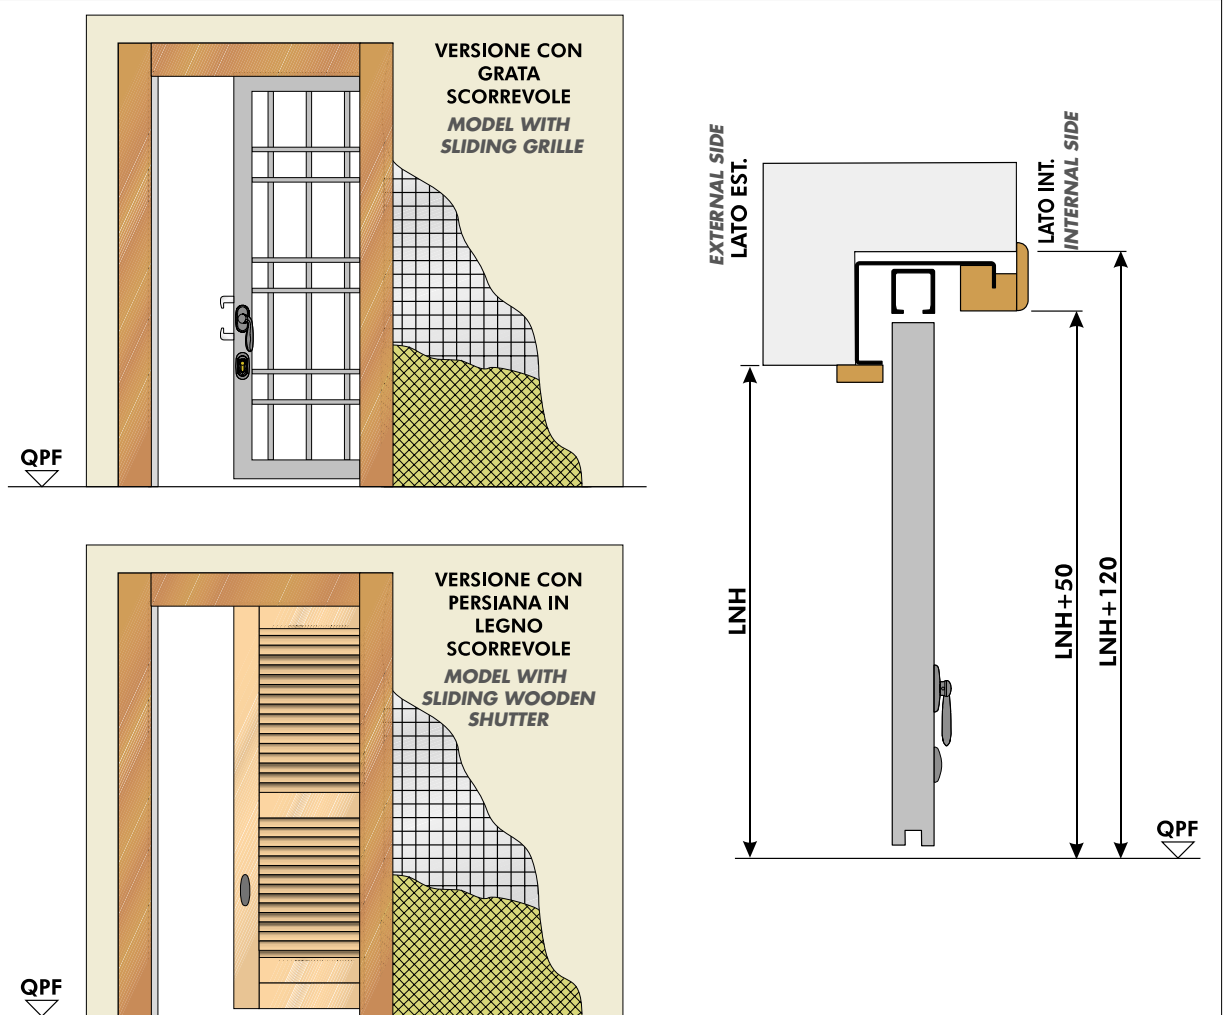 VERSIONE CON
GRATA
SCORREVOLE
MODEL WITH
SLIDING GRILLE
QPF
VERSIONE CON
PERSIANA IN
LEGNO
SCORREVOLE
MODEL WITH
SLIDING WOODEN
SHUTTER
QPF
EXTERNAL SIDE
LATO EST.
LATO INT.
INTERNAL SIDE
LNH
LNH+50
LNH+120
QPF